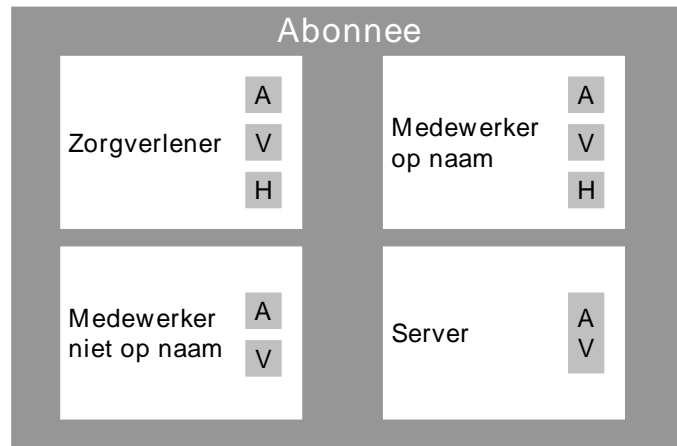 Abonnee
Zorgverlener
A
V
H
Medewerker
op naam
A
V
H
Medewerker
niet op naam
A
V
Server
A
V